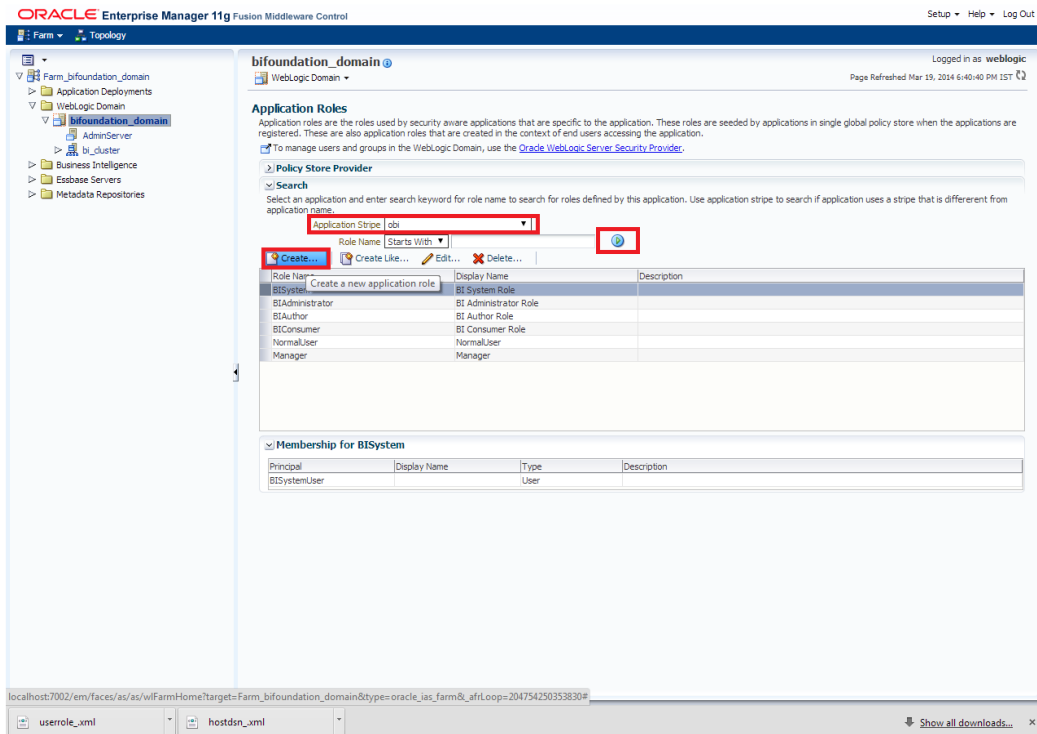 ORACLE Enterprise Manager 11g Fusion Middleware Control
Setup Help Log Out
Farm Topology
Farm_bifoundation_domain
Application Deployments
WebLogic Domain
bifoundation_domain
AdminServer
bi_cluster
Business Intelligence
Essbase Servers
Metadata Repositories
bifoundation_domain
Logged in as weblogic
WebLogic Domain
Page Refreshed Mar 19, 2014 6:40:40 PM IST
Application Roles
Application roles are the roles used by security aware applications that are specific to the application. These roles are seeded by applications in single global policy store when the applications are
registered. These are also application roles that are created in the context of end users accessing the application.
To manage users and groups in the WebLogic Domain, use the Oracle WebLogic Server Security Provider.
Policy Store Provider
Search
Select an application and enter search keyword for role name to search for roles defined by this application. Use application stripe to search if application uses a stripe that is differerent from
application name.
Application Stripe obi
Role Name Starts With
Create... Create Like... Edit... Delete...
Role Name Display Name Description
Create a new application role
BISystem BI System Role
BIAdministrator BI Administrator Role
BIAuthor BI Author Role
BIConsumer BI Consumer Role
NormalUser NormalUser
Manager Manager
Membership for BISystem
Principal Display Name Type Description
BISystemUser User
localhost:7002/em/faces/as/as/wlFarmHome?target=Farm_bifoundation_domain&type=oracle_ias_farm&_afrLoop=204754250353830#
userrole_.xml hostdsn_.xml Show all downloads... ×